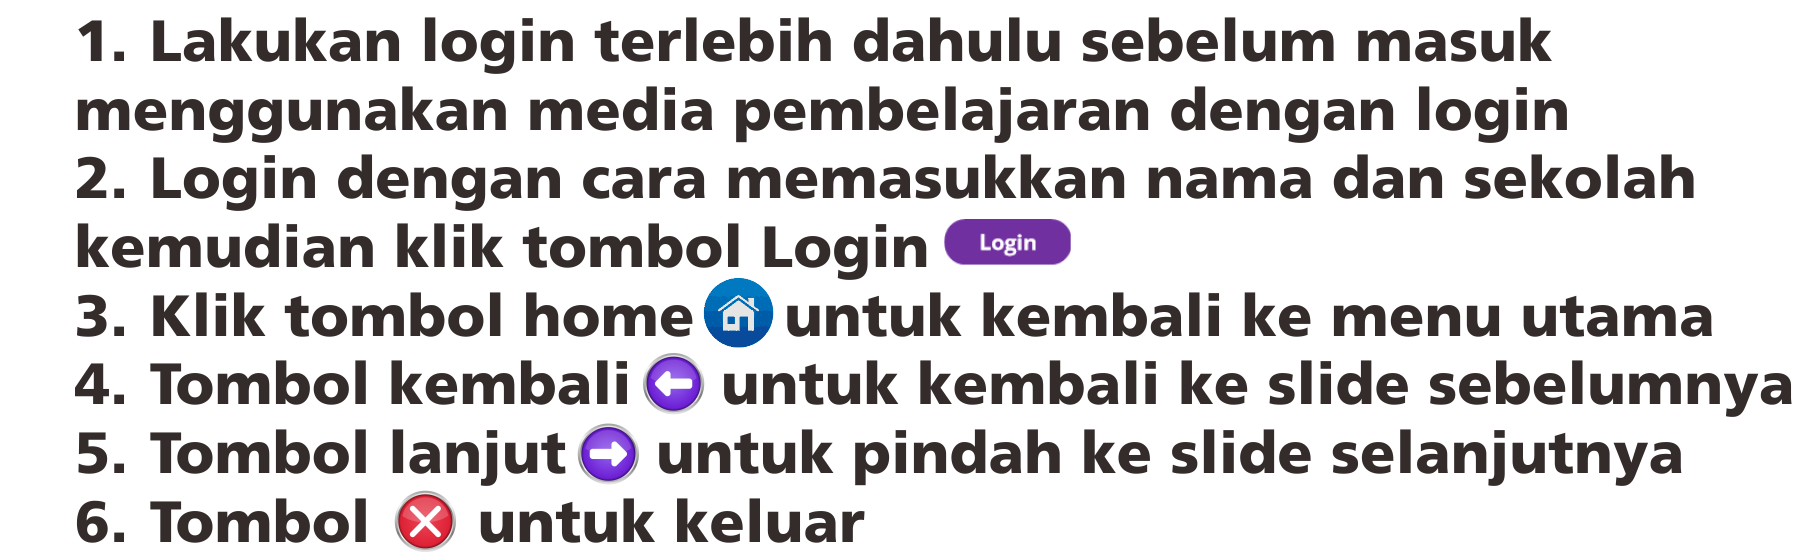 1. Lakukan login terlebih dahulu sebelum masuk
menggunakan media pembelajaran dengan login
2. Login dengan cara memasukkan nama dan sekolah
kemudian klik tombol Login Login
3. Klik tombol home untuk kembali ke menu utama
4. Tombol kembali untuk kembali ke slide sebelumnya
5. Tombol lanjut untuk pindah ke slide selanjutnya
6. Tombol untuk keluar